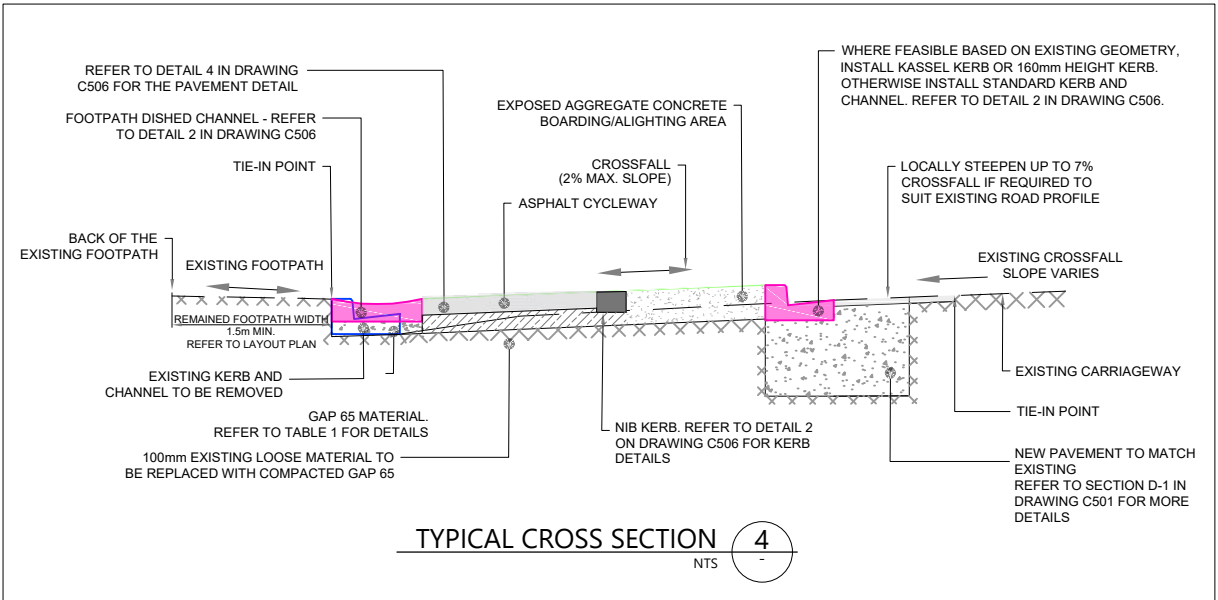 REFER TO DETAIL 4 IN DRAWING
C506 FOR THE PAVEMENT DETAIL
FOOTPATH DISHED CHANNEL - REFER
TO DETAIL 2 IN DRAWING C506
TIE-IN POINT
BACK OF THE
EXISTING FOOTPATH
EXISTING FOOTPATH
EXPOSED AGGREGATE CONCRETE
BOARDING/ALIGHTING AREA
CROSSFALL
(2% MAX. SLOPE)
ASPHALT CYCLEWAY
WHERE FEASIBLE BASED ON EXISTING GEOMETRY,
INSTALL KASSEL KERB OR 160mm HEIGHT KERB.
OTHERWISE INSTALL STANDARD KERB AND
CHANNEL. REFER TO DETAIL 2 IN DRAWING C506.
LOCALLY STEEPEN UP TO 7%
CROSSFALL IF REQUIRED TO
SUIT EXISTING ROAD PROFILE
EXISTING CROSSFALL
SLOPE VARIES
REMAINED FOOTPATH WIDTH
1.5m MIN.
REFER TO LAYOUT PLAN
EXISTING KERB AND
CHANNEL TO BE REMOVED
GAP 65 MATERIAL.
REFER TO TABLE 1 FOR DETAILS
100mm EXISTING LOOSE MATERIAL TO
BE REPLACED WITH COMPACTED GAP 65
NIB KERB. REFER TO DETAIL 2
ON DRAWING C506 FOR KERB
DETAILS
EXISTING CARRIAGEWAY
TIE-IN POINT
NEW PAVEMENT TO MATCH
EXISTING
REFER TO SECTION D-1 IN
DRAWING C501 FOR MORE
DETAILS
TYPICAL CROSS SECTION
NTS
4
-